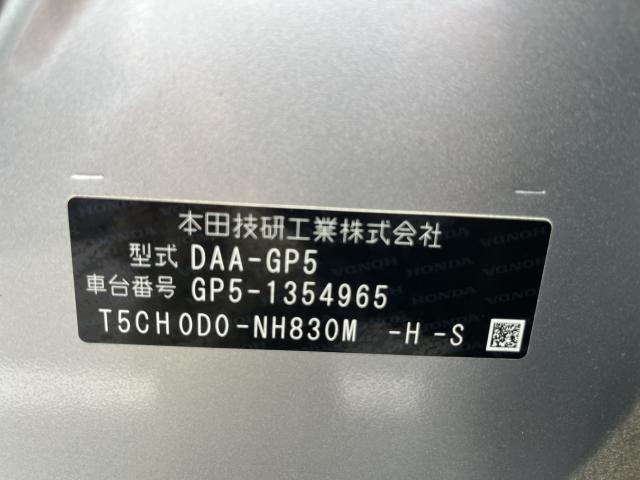 本田技研工業株式会社
型式 DAA-GP5
車台番号 GP5-1354965
T5CH0D0-NH830M -H -S